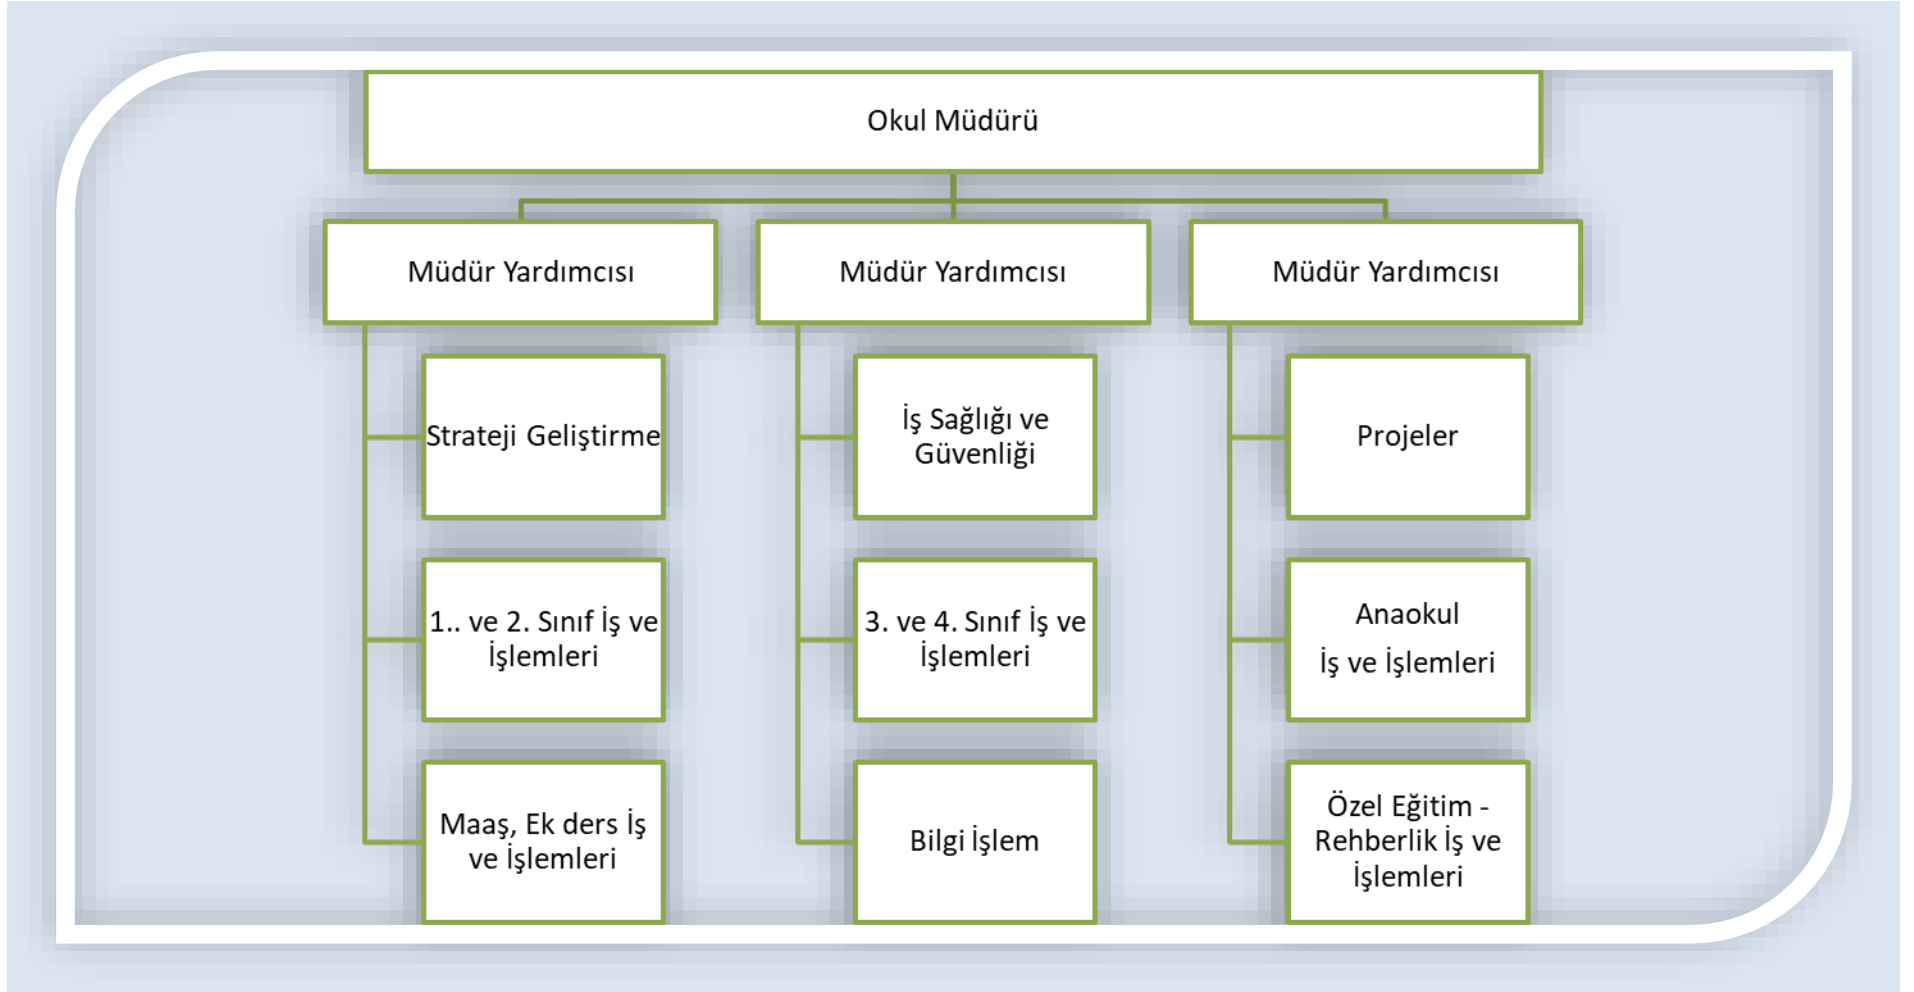 Okul Müdürü
Müdür Yardımcısı
Strateji Geliştirme
1.. ve 2. Sınıf İş ve
İşlemleri
Maaş, Ek ders İş
ve İşlemleri
Müdür Yardımcısı
İş Sağlığı ve
Güvenliği
3. ve 4. Sınıf İş ve
İşlemleri
Bilgi İşlem
Müdür Yardımcısı
Projeler
Anaokul
İş ve İşlemleri
Özel Eğitim -
Rehberlik İş ve
İşlemleri